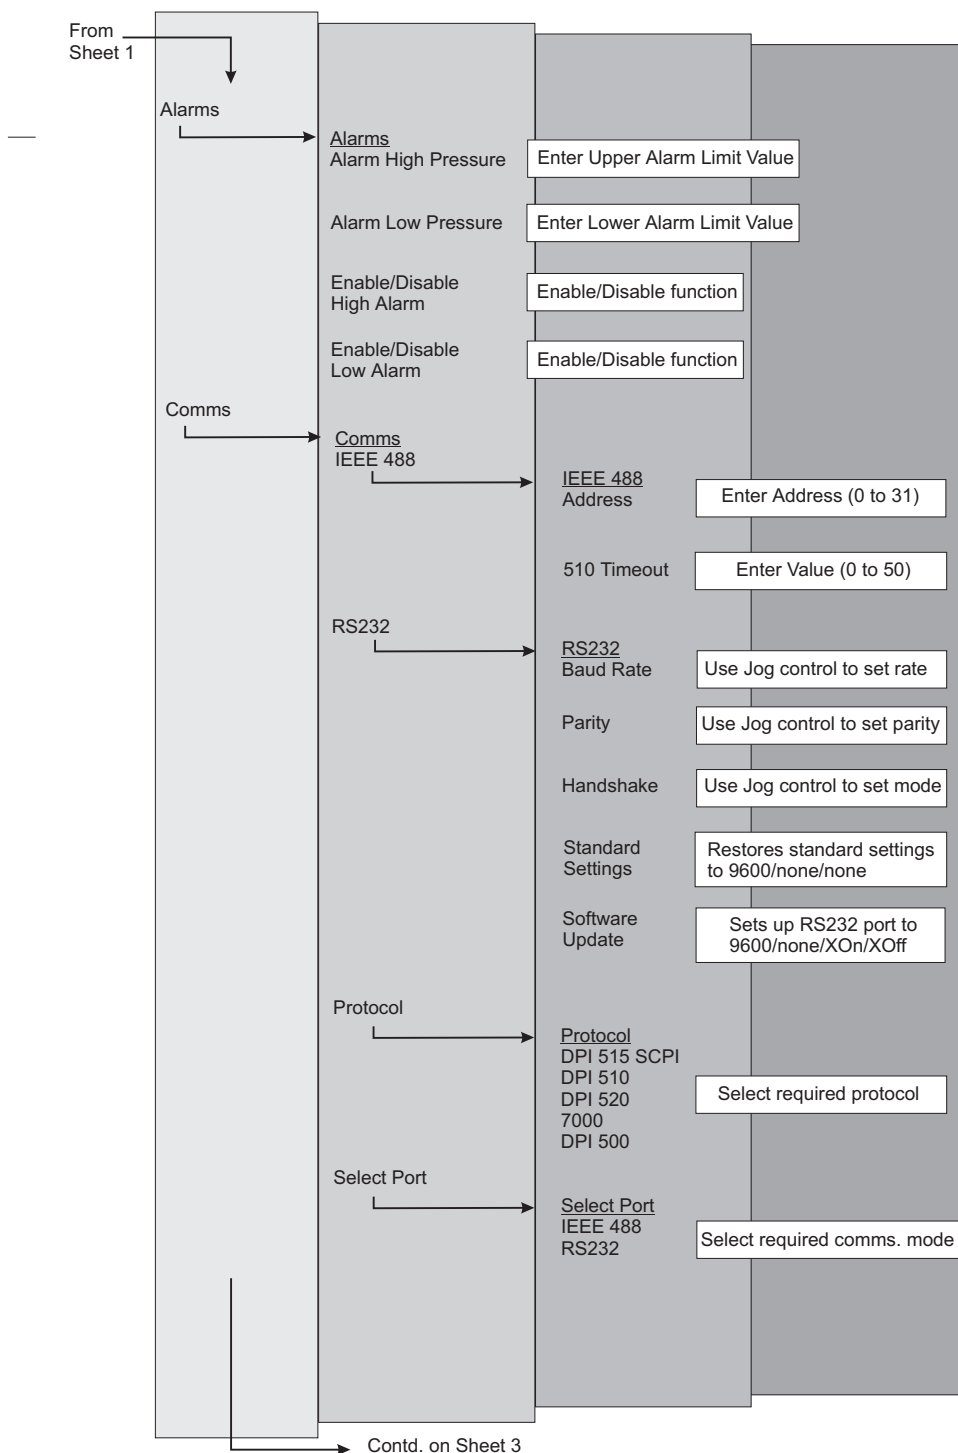 From
Sheet 1
Alarms
Alarms
Alarm High Pressure
Enter Upper Alarm Limit Value
Alarm Low Pressure
Enter Lower Alarm Limit Value
Enable/Disable
High Alarm
Enable/Disable function
Enable/Disable
Low Alarm
Enable/Disable function
Comms
Comms
IEEE 488
IEEE 488
Address
Enter Address (0 to 31)
510 Timeout
Enter Value (0 to 50)
RS232
RS232
Baud Rate
Use Jog control to set rate
Parity
Use Jog control to set parity
Handshake
Use Jog control to set mode
Standard
Settings
Restores standard settings
to 9600/none/none
Software
Update
Sets up RS232 port to
9600/none/XOn/XOff
Protocol
Protocol
DPI 515 SCPI
DPI 510
DPI 520
7000
DPI 500
Select required protocol
Select Port
Select Port
IEEE 488
RS232
Select required comms. mode
Contd. on Sheet 3